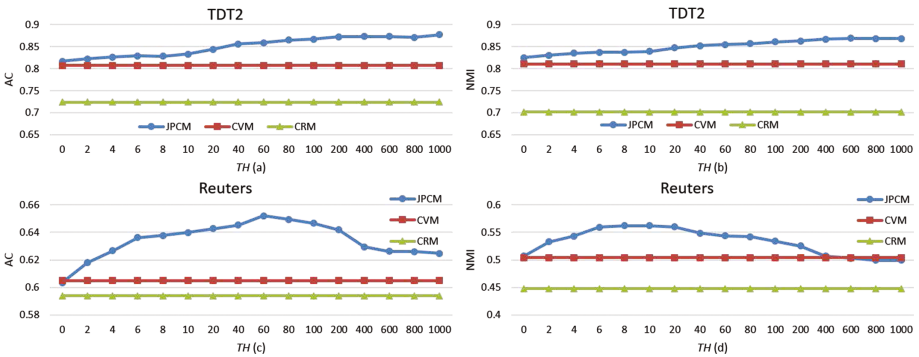 TDT2
AC
0.9
0.85
0.8
0.75
0.7
0.65
JPCM CVM CRM
0 2 4 6 8 10 20 40 60 80 100 200 400 600 800 1000
TH (a)
TDT2
NMI
0.9
0.85
0.8
0.75
0.7
0.65
JPCM CVM CRM
0 2 4 6 8 10 20 40 60 80 100 200 400 600 800 1000
TH (b)
Reuters
AC
0.66
0.64
0.62
0.6
0.58
JPCM
CVM
CRM
0 2 4 6 8 10 20 40 60 80 100 200 400 600 800 1000
TH (c)
Reuters
NMI
0.6
0.55
0.5
0.45
0.4
JPCM
CVM
CRM
0 2 4 6 8 10 20 40 60 80 100 200 400 600 800 1000
TH (d)